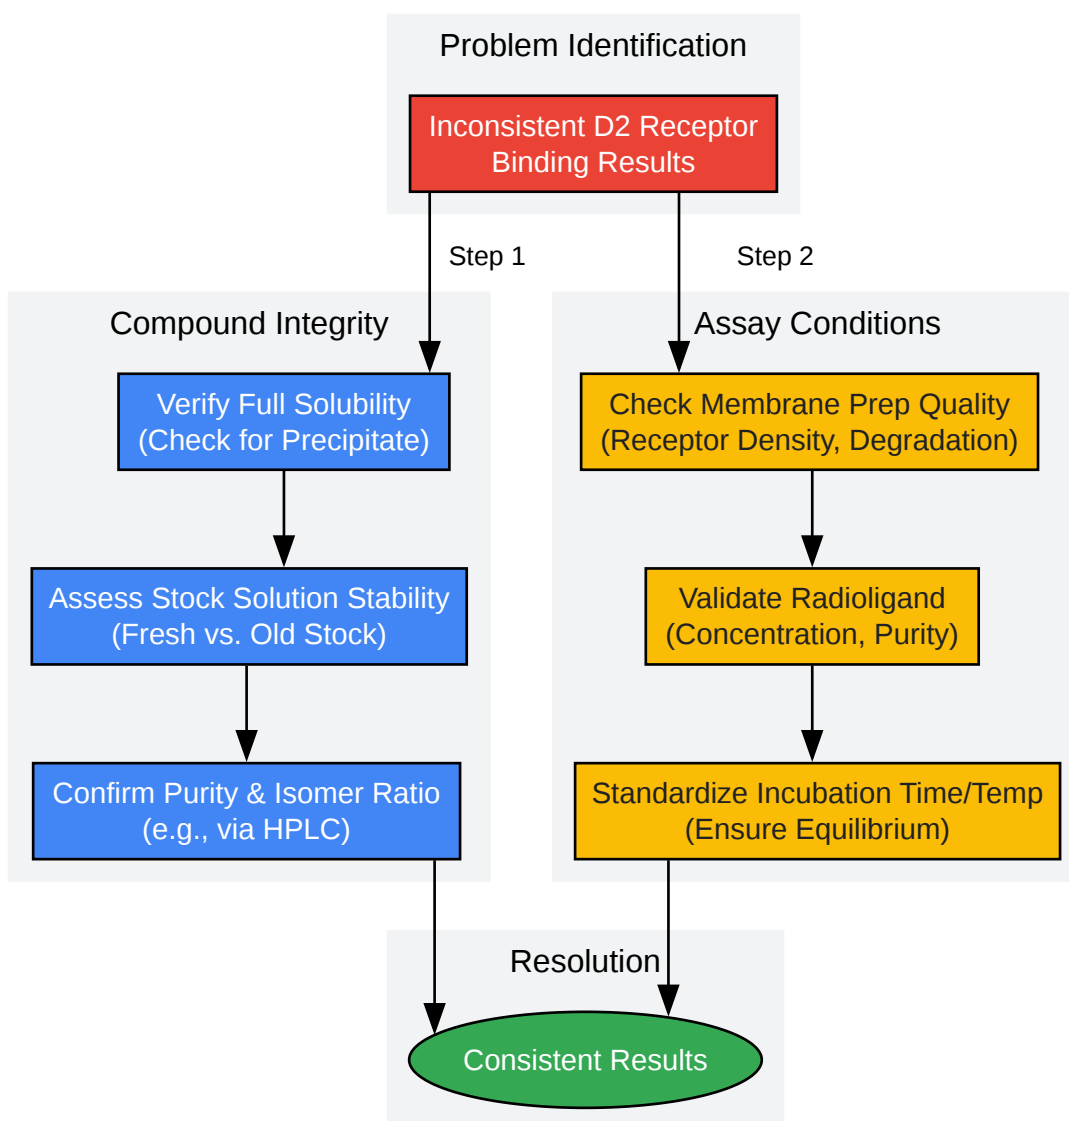 Problem Identification
Inconsistent D2 Receptor
Binding Results
Step 1
Step 2
Compound Integrity
Verify Full Solubility
(Check for Precipitate)
Assess Stock Solution Stability
(Fresh vs. Old Stock)
Confirm Purity & Isomer Ratio
(e.g., via HPLC)
Assay Conditions
Check Membrane Prep Quality
(Receptor Density, Degradation)
Validate Radioligand
(Concentration, Purity)
Standardize Incubation Time/Temp
(Ensure Equilibrium)
Resolution
Consistent Results